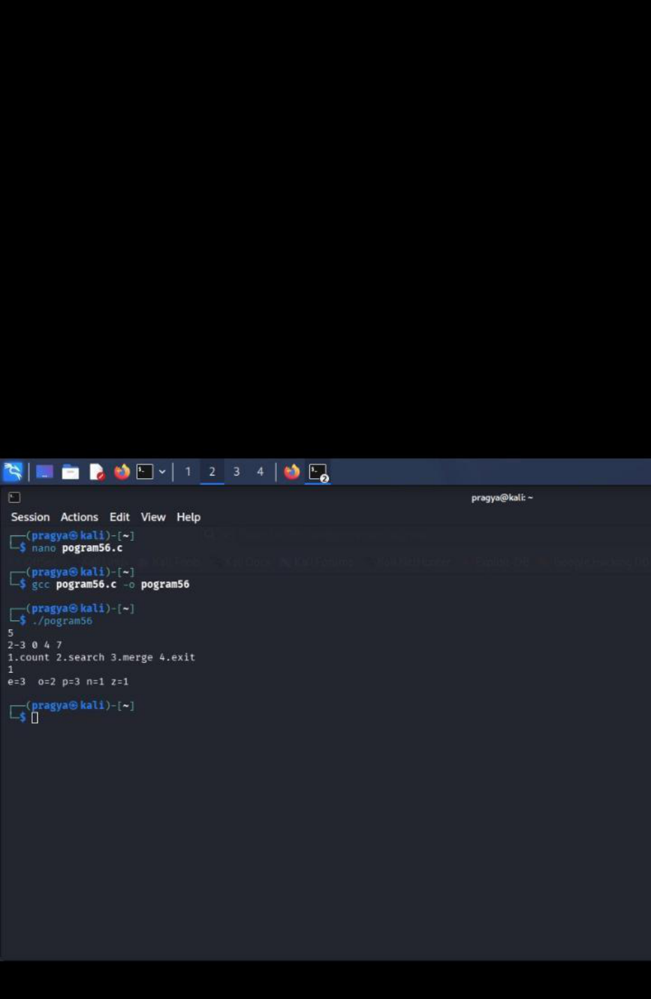 1 2 3 4
2
pragya@kali: ~
Session Actions Edit View Help
(pragya㉿kali)-[~]
$ nano pogram56.c
(pragya㉿kali)-[~]
$ gcc pogram56.c -o pogram56
(pragya㉿kali)-[~]
$ ./pogram56
5
2-3 0 4 7
1.count 2.search 3.merge 4.exit
1
e=3  o=2 p=3 n=1 z=1
(pragya㉿kali)-[~]
$